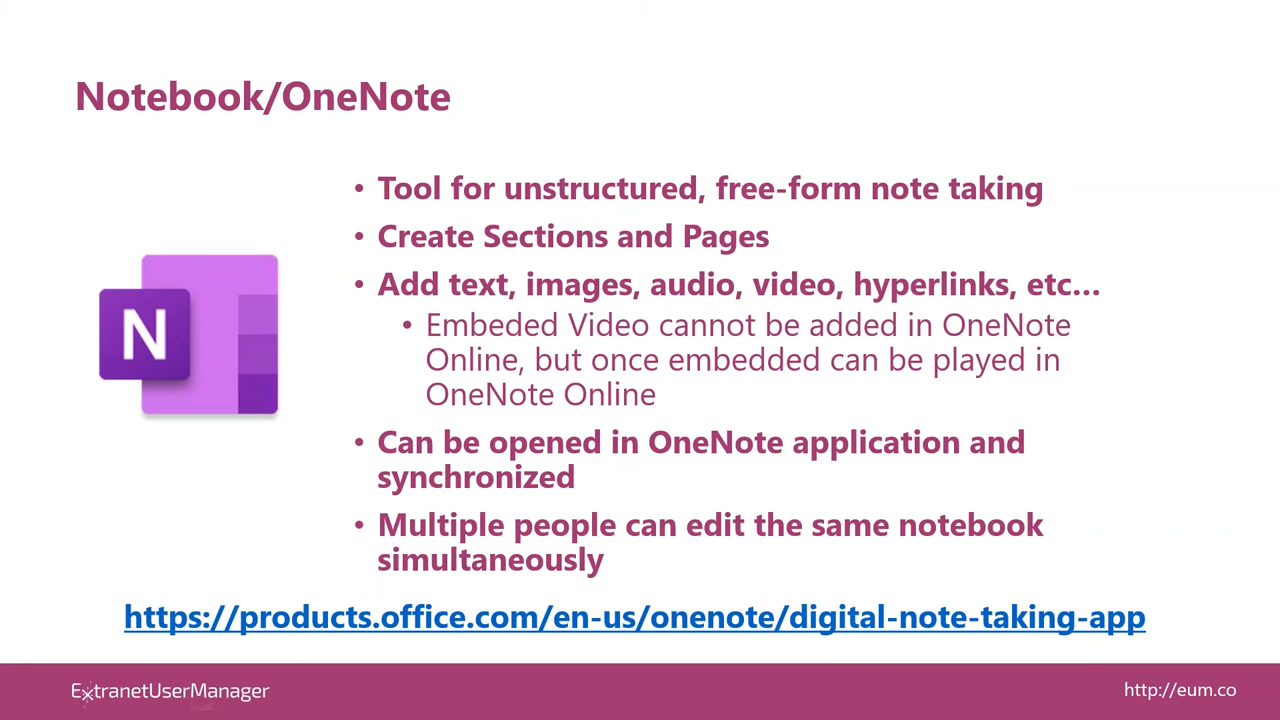 Notebook/OneNote
• Tool for unstructured, free-form note taking
• Create Sections and Pages
• Add text, images, audio, video, hyperlinks, etc...
• Embeded Video cannot be added in OneNote
Online, but once embedded can be played in
OneNote Online
• Can be opened in OneNote application and
synchronized
• Multiple people can edit the same notebook
simultaneously
N
https://products.office.com/en-us/onenote/digital-note-taking-app
ExtranetUserManager
http://eum.co